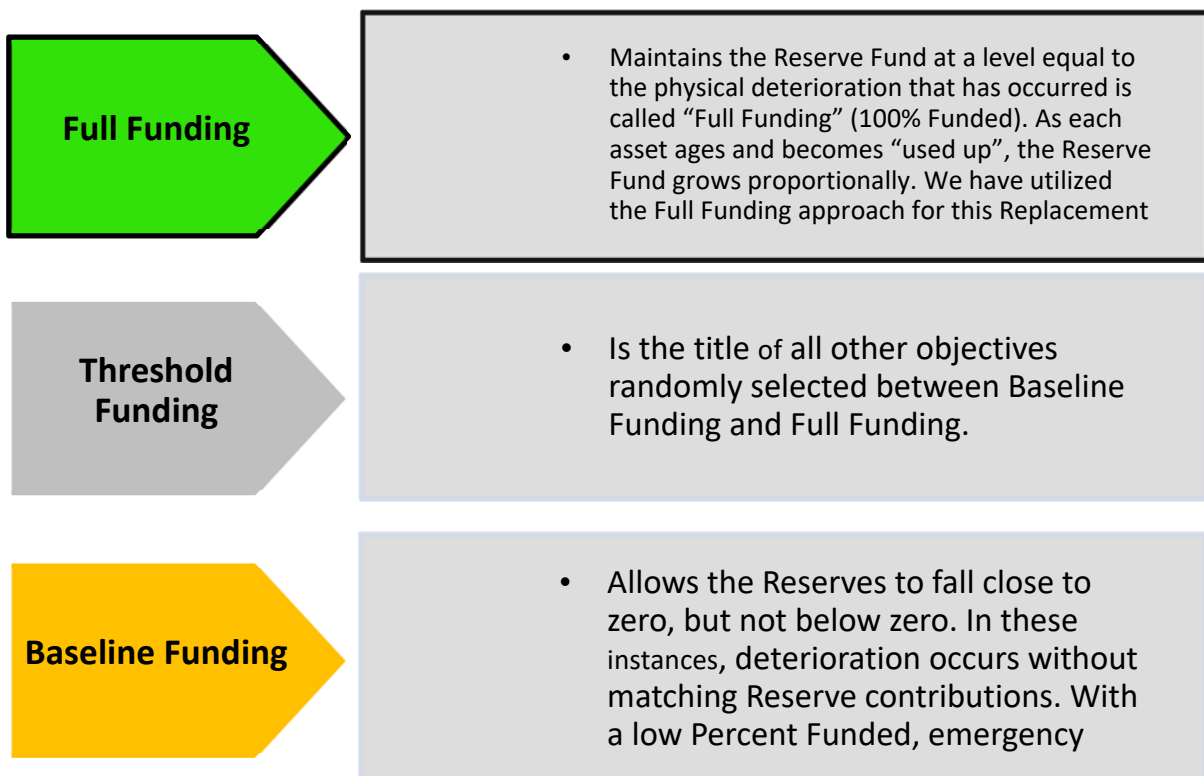 Full Funding
• Maintains the Reserve Fund at a level equal to
the physical deterioration that has occurred is
called “Full Funding” (100% Funded). As each
asset ages and becomes “used up”, the Reserve
Fund grows proportionally. We have utilized
the Full Funding approach for this Replacement
Threshold
Funding
• Is the title of all other objectives
randomly selected between Baseline
Funding and Full Funding.
Baseline Funding
• Allows the Reserves to fall close to
zero, but not below zero. In these
instances, deterioration occurs without
matching Reserve contributions. With
a low Percent Funded, emergency